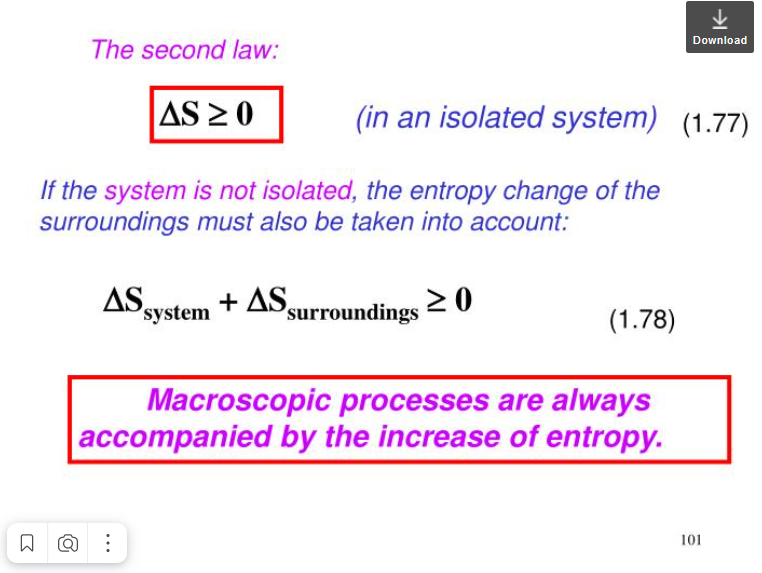 Download
The second law:
ΔS ≥ 0 (in an isolated system) (1.77)
If the system is not isolated, the entropy change of the
surroundings must also be taken into account:
ΔSsystem + ΔSsurroundings ≥ 0 (1.78)
Macroscopic processes are always
accompanied by the increase of entropy.
101